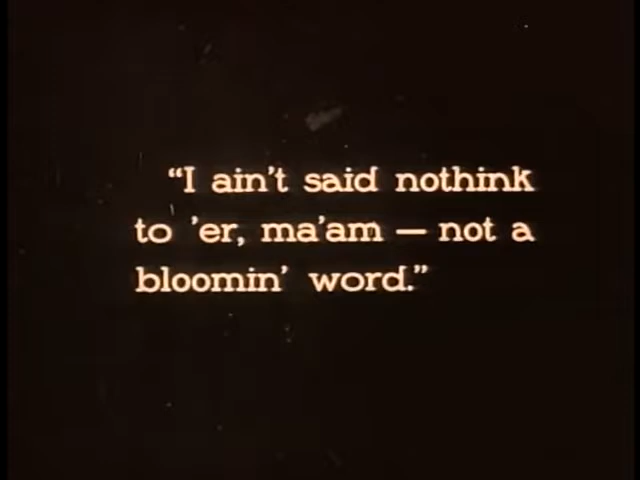 “I ain’t said nothink
to ’er, ma’am — not a
bloomin’ word.”